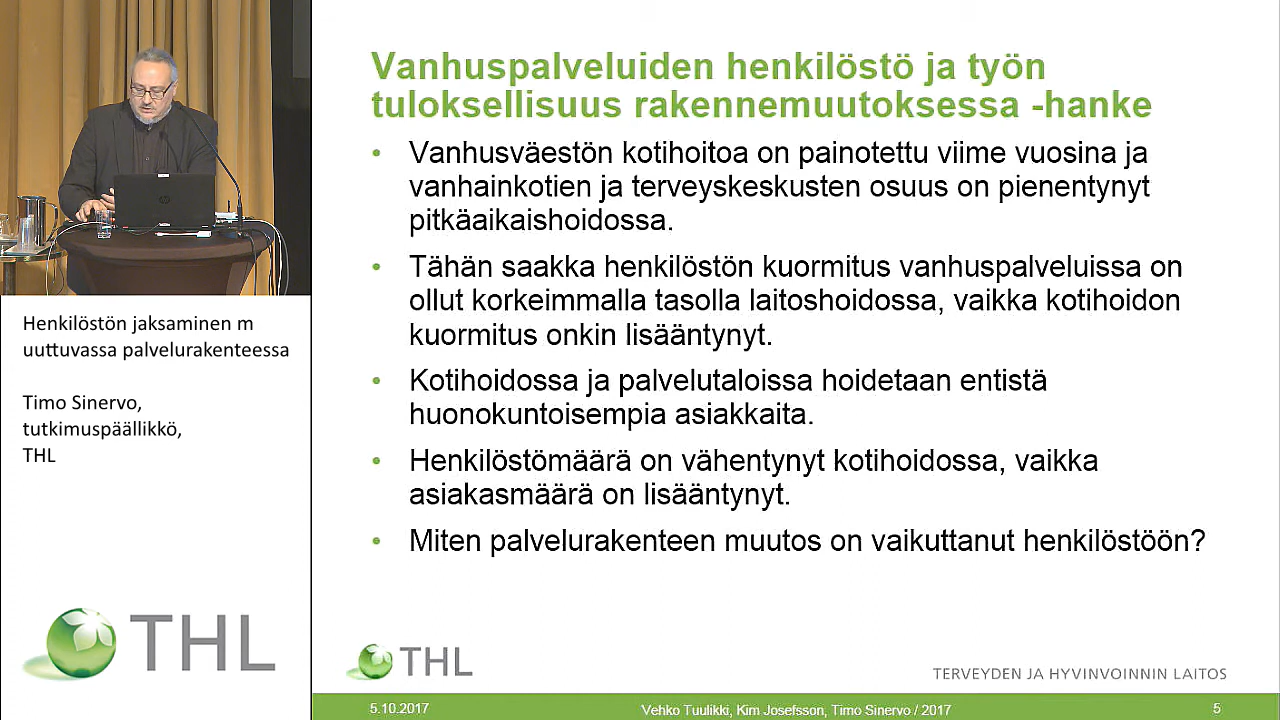 Vanhuspalveluiden henkilöstö ja työn
tuloksellisuus rakennemuutoksessa -hanke
• Vanhusväestön kotihoitoa on painotettu viime vuosina ja
vanhainkotien ja terveyskeskusten osuus on pienentynyt
pitkäaikaishoidossa.
• Tähän saakka henkilöstön kuormitus vanhuspalveluissa on
ollut korkeimmalla tasolla laitoshoidossa, vaikka kotihoidon
kuormitus onkin lisääntynyt.
• Kotihoidossa ja palvelutaloissa hoidetaan entistä
huonokuntoisempia asiakkaita.
• Henkilöstömäärä on vähentynyt kotihoidossa, vaikka
asiakasmäärä on lisääntynyt.
• Miten palvelurakenteen muutos on vaikuttanut henkilöstöön?
Henkilöstön jaksaminen m
uuttuvassa palvelurakenteessa
Timo Sinervo,
tutkimuspäällikkö,
THL
THL
THL
TERVEYDEN JA HYVINVOINNIN LAITOS
5.10.2017
Vehko Tuulikki, Kim Josefsson, Timo Sinervo / 2017
5